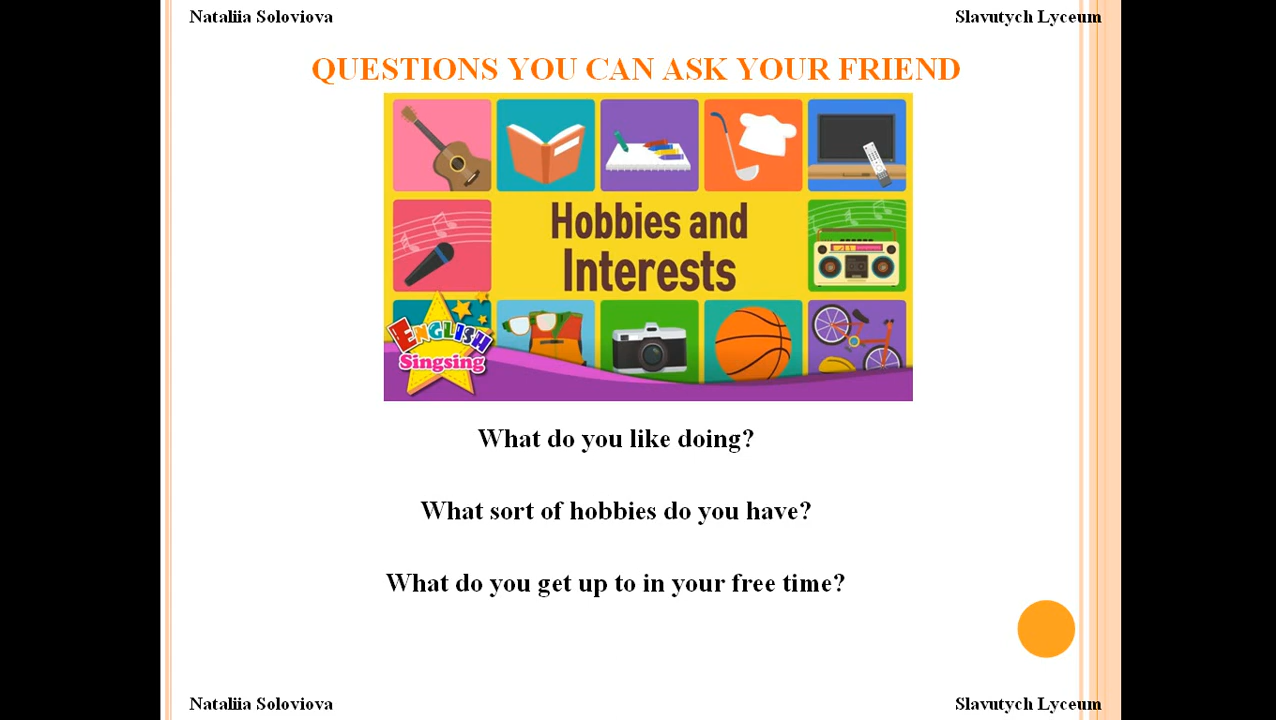 Nataliia Soloviova
Slavutych Lyceum
QUESTIONS YOU CAN ASK YOUR FRIEND
Hobbies and
Interests
ENGLISH
Singsing
What do you like doing?
What sort of hobbies do you have?
What do you get up to in your free time?
Nataliia Soloviova
Slavutych Lyceum